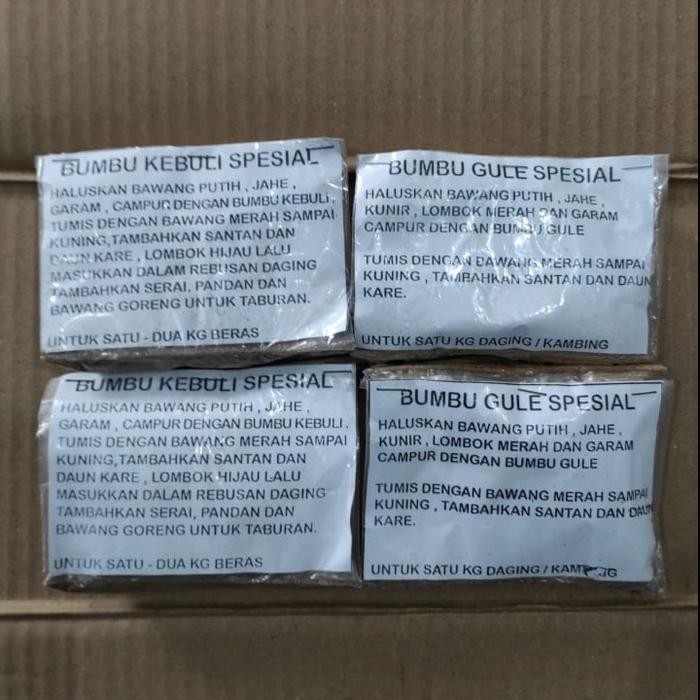 BUMBU KEBULI SPESIAL
HALUSKAN BAWANG PUTIH , JAHE ,
GARAM , CAMPUR DENGAN BUMBU KEBULI .
TUMIS DENGAN BAWANG MERAH SAMPAI
KUNING,TAMBAHKAN SANTAN DAN
DAUN KARE , LOMBOK HIJAU LALU
MASUKKAN DALAM REBUSAN DAGING
TAMBAHKAN SERAI, PANDAN DAN
BAWANG GORENG UNTUK TABURAN.
UNTUK SATU - DUA KG BERAS
BUMBU GULE SPESIAL
HALUSKAN BAWANG PUTIH , JAHE ,
KUNIR , LOMBOK MERAH DAN GARAM
CAMPUR DENGAN BUMBU GULE
TUMIS DENGAN BAWANG MERAH SAMPAI
KUNING , TAMBAHKAN SANTAN DAN DAUN
KARE.
UNTUK SATU KG DAGING / KAMBING
BUMBU KEBULI SPESIAL
HALUSKAN BAWANG PUTIH , JAHE ,
GARAM , CAMPUR DENGAN BUMBU KEBULI .
TUMIS DENGAN BAWANG MERAH SAMPAI
KUNING,TAMBAHKAN SANTAN DAN
DAUN KARE , LOMBOK HIJAU LALU
MASUKKAN DALAM REBUSAN DAGING
TAMBAHKAN SERAI, PANDAN DAN
BAWANG GORENG UNTUK TABURAN.
UNTUK SATU - DUA KG BERAS
BUMBU GULE SPESIAL
HALUSKAN BAWANG PUTIH , JAHE ,
KUNIR , LOMBOK MERAH DAN GARAM
CAMPUR DENGAN BUMBU GULE
TUMIS DENGAN BAWANG MERAH SAMPAI
KUNING , TAMBAHKAN SANTAN DAN DAUN
KARE.
UNTUK SATU KG DAGING / KAMBING